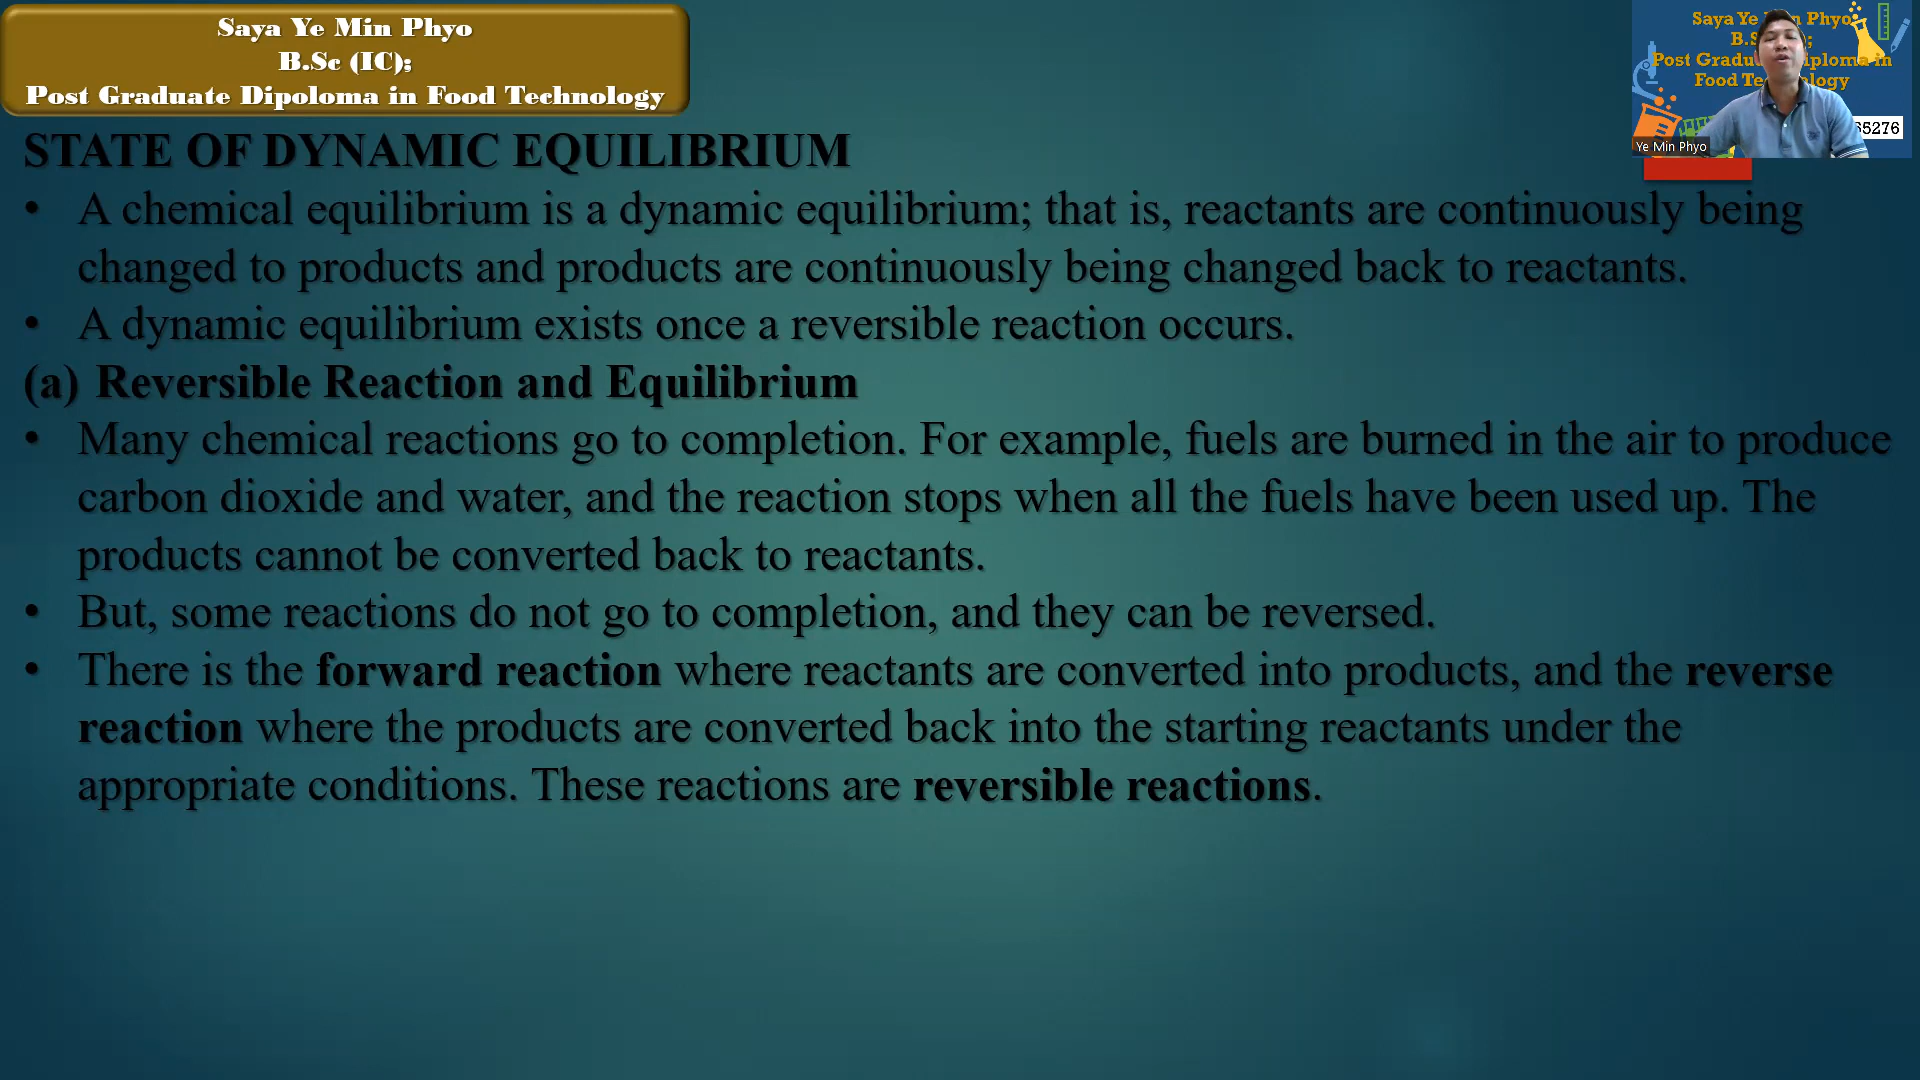 Saya Ye Min Phyo
B.Sc (IC);
Post Graduate Dipoloma in Food Technology
Saya Ye Phyo
Post in
Food
65276
Ye Min Phyo
STATE OF DYNAMIC EQUILIBRIUM
• A chemical equilibrium is a dynamic equilibrium; that is, reactants are continuously being
changed to products and products are continuously being changed back to reactants.
• A dynamic equilibrium exists once a reversible reaction occurs.
(a) Reversible Reaction and Equilibrium
• Many chemical reactions go to completion. For example, fuels are burned in the air to produce
carbon dioxide and water, and the reaction stops when all the fuels have been used up. The
products cannot be converted back to reactants.
• But, some reactions do not go to completion, and they can be reversed.
• There is the forward reaction where reactants are converted into products, and the reverse
reaction where the products are converted back into the starting reactants under the
appropriate conditions. These reactions are reversible reactions.